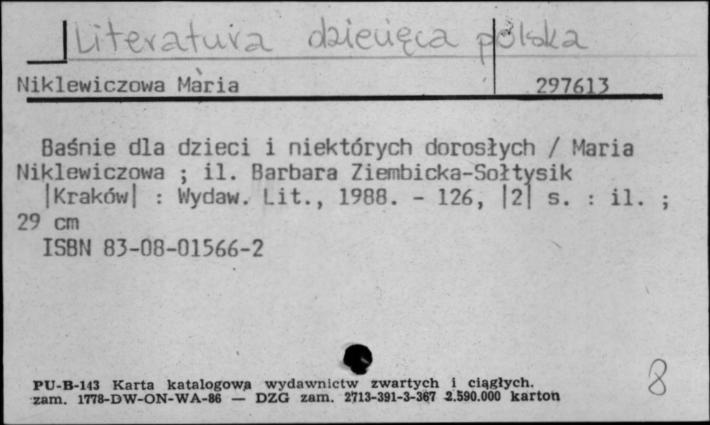 Literatura dziecięca polska
Niklewiczowa Maria 297613
Baśnie dla dzieci i niektórych dorosłych / Maria
Niklewiczowa ; il. Barbara Ziembicka-Sołtysik
|Kraków| : Wydaw. Lit., 1988. - 126, |2| s. : il. ;
29 cm
ISBN 83-08-01566-2
8
PU-B-143 Karta katalogowa wydawnictw zwartych i ciągłych.
zam. 1778-DW-ON-WA-86 — DZG zam. 2713-391-3-367 2.590.000 karton